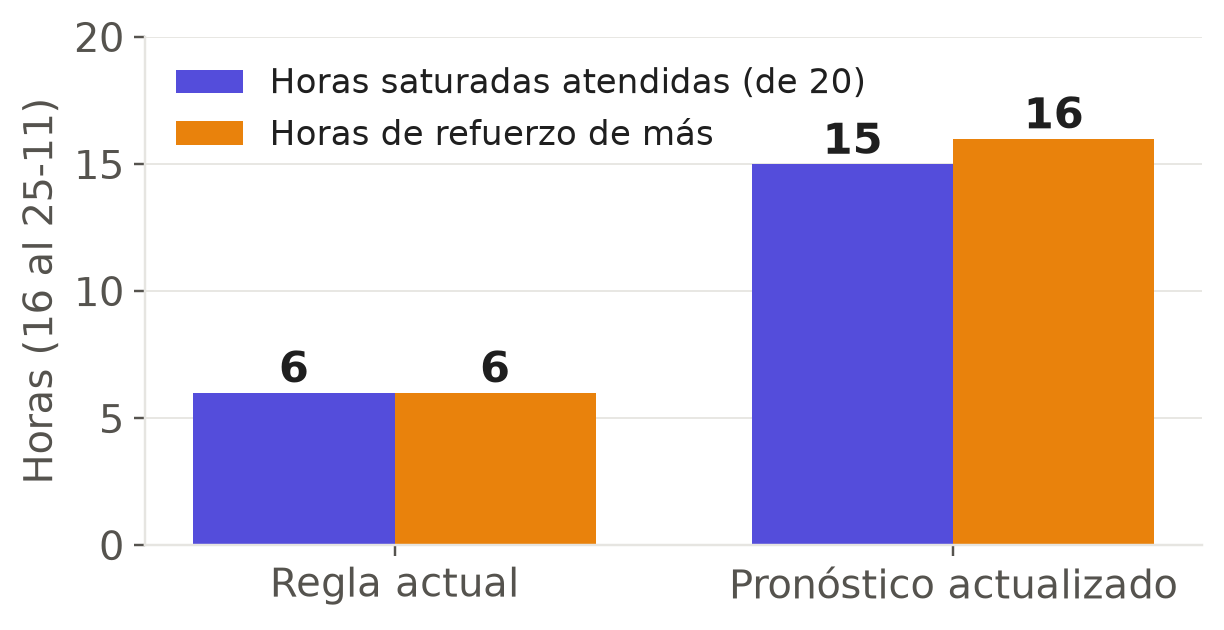 20
Horas saturadas atendidas (de 20)
Horas de refuerzo de más
15
16
15
10
6
6
5
0
Horas (16 al 25-11)
Regla actual
Pronóstico actualizado